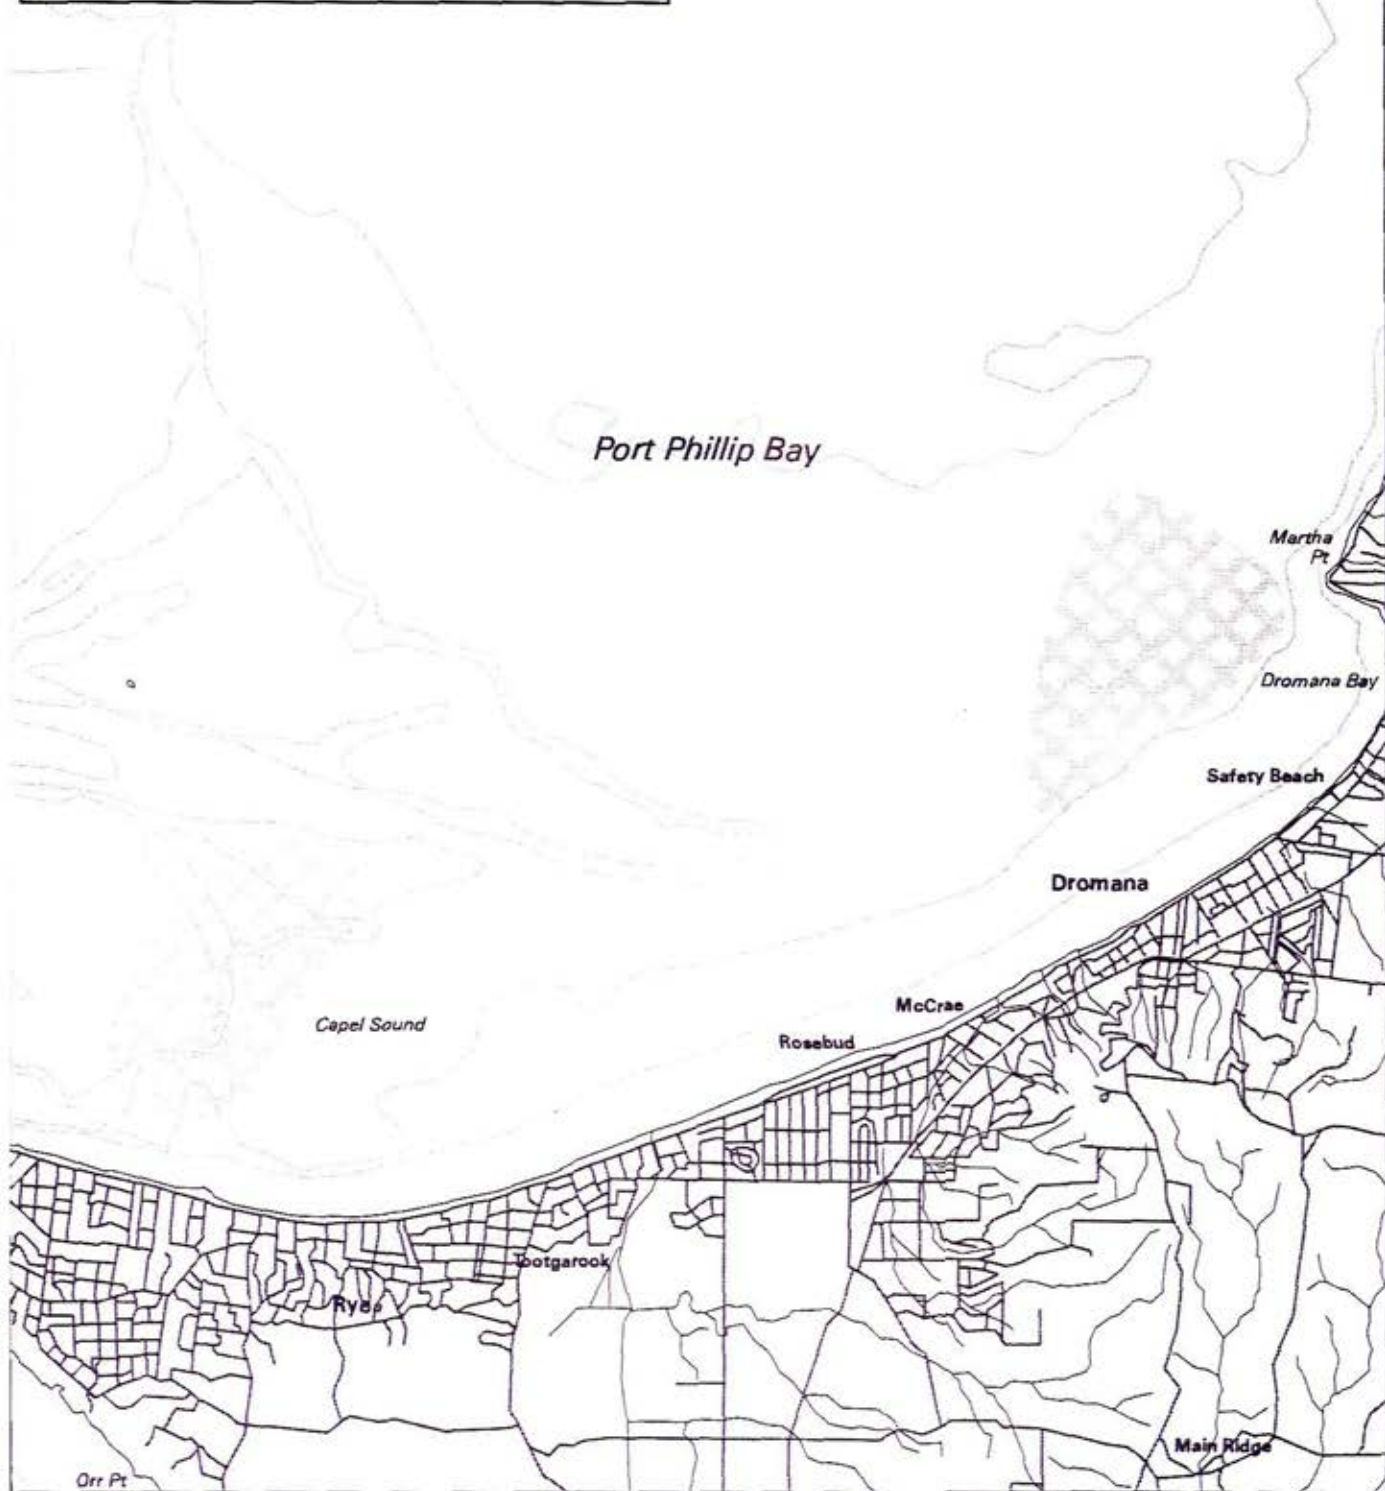 Port Phillip Bay
Martha
Pt
Dromana Bay
Safety Beach
Dromana
McCrae
Capel Sound
Rosebud
Tootgarook
Rye
Main Ridge
Orr Pt